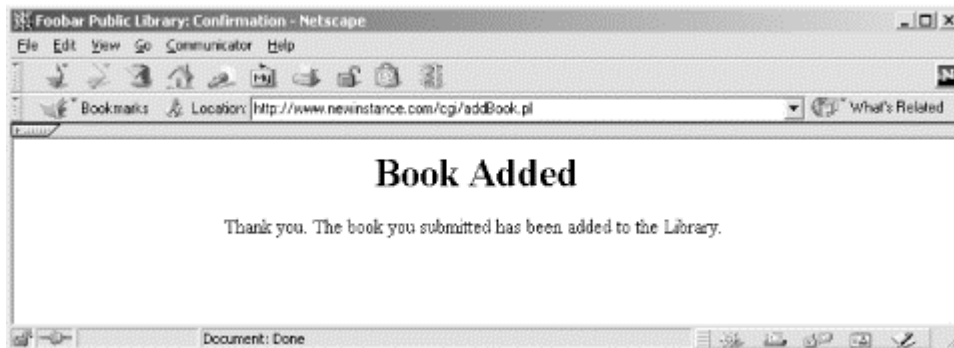 Foobar Public Library: Confirmation - Netscape
File Edit View Go Communicator Help
Bookmarks Location: http://www.newinstance.com/cgi/addBook.pl What's Related
Book Added
Thank you. The book you submitted has been added to the Library.
Document: Done